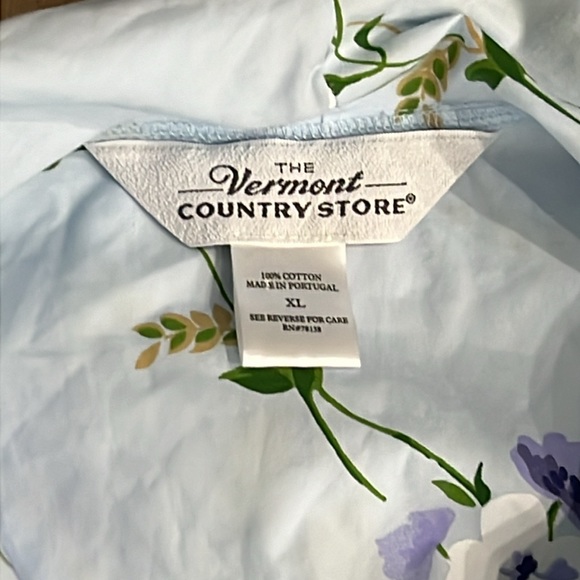 THE
Vermont
COUNTRY STORE®
100% COTTON
MADE IN PORTUGAL
XL
SEE REVERSE FOR CARE
RN#78138